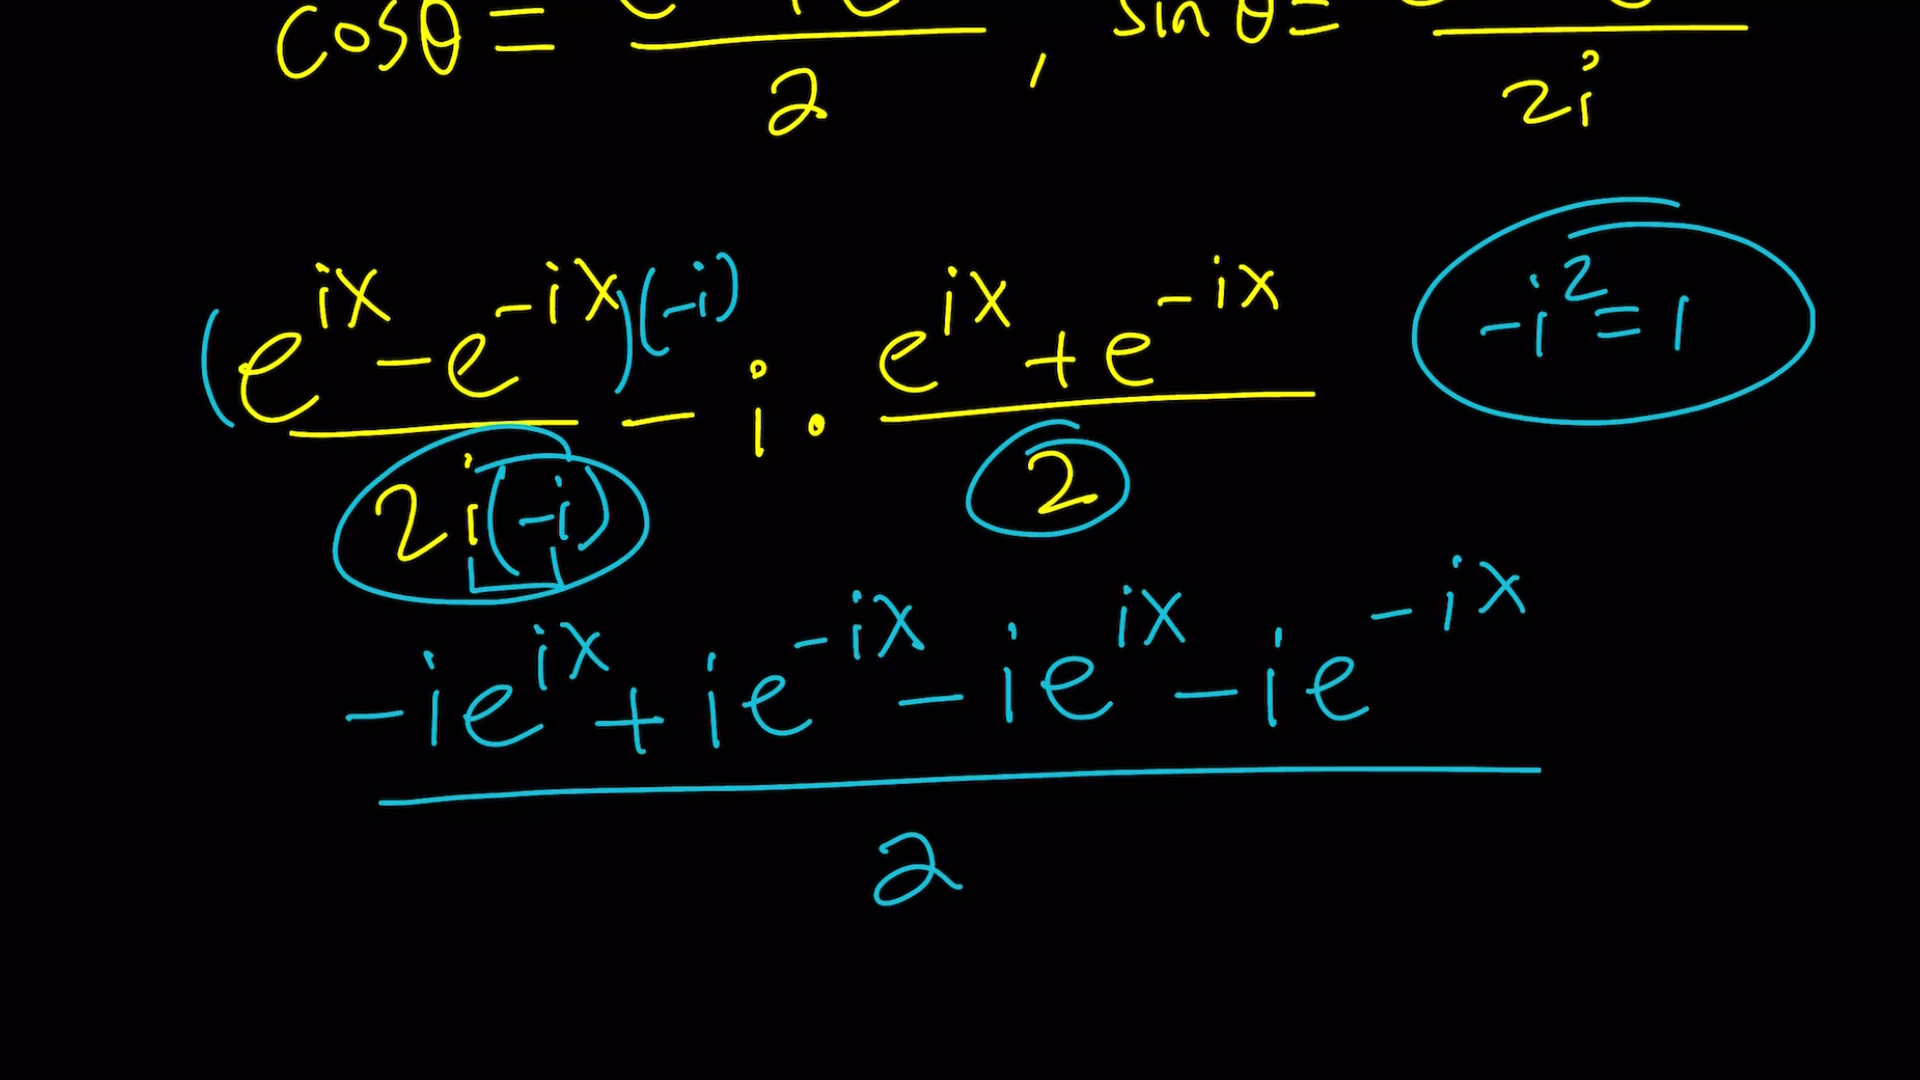 cosθ = / 2 , sinθ = / 2i
(e^{ix} - e^{-ix})(-i) / 2i(-i) - i · e^{ix} + e^{-ix} / 2
-i² = 1
-ie^{ix} + ie^{-ix} - ie^{ix} - ie^{-ix} / 2